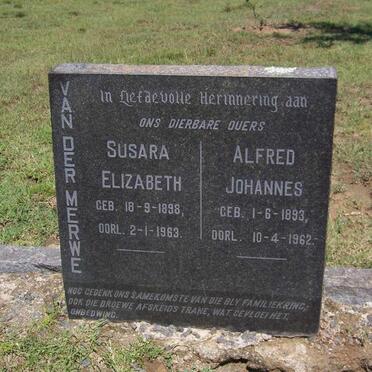 VAN DER MERWE
In Liefdevolle Herinnering aan
ONS DIERBARE OUERS
SUSARA
ELIZABETH
GEB. 18-9-1898,
OORL. 2-1-1963.
ALFRED
JOHANNES
GEB. 1-6-1893,
OORL. 10-4-1962.
NOG GEDENK ONS SAMEKOMSTE VAN DIE BLY FAMILIEKRING,
OOK DIE DROEWE AFSKEIDS TRANE, WAT GEVLOEI HET,
ONBEDWING.